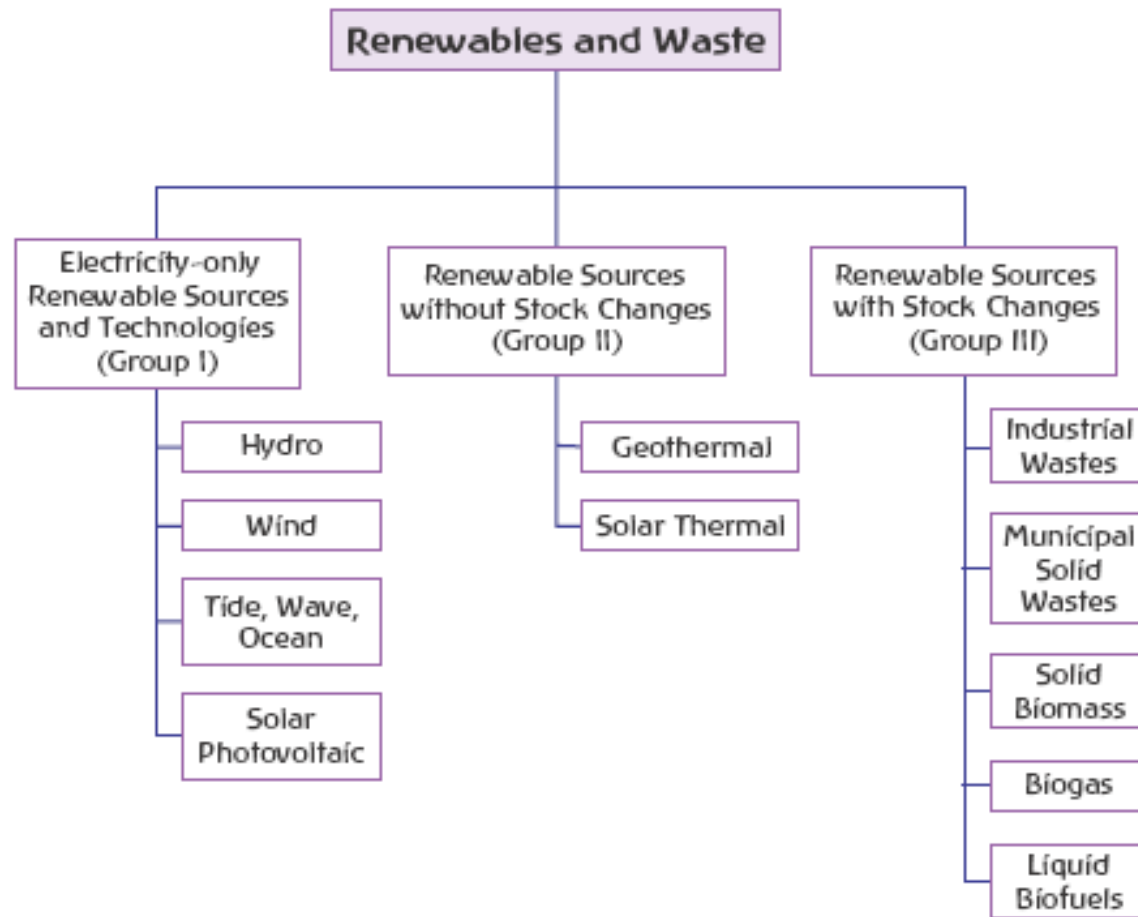 Renewables and Waste
Electricity-only
Renewable Sources
and Technologies
(Group I)
Hydro
Wind
Tide, Wave,
Ocean
Solar
Photovoltaic
Renewable Sources
without Stock Changes
(Group II)
Geothermal
Solar Thermal
Renewable Sources
with Stock Changes
(Group III)
Industrial
Wastes
Municipal
Solid
Wastes
Solid
Biomass
Biogas
Liquid
Biofuels